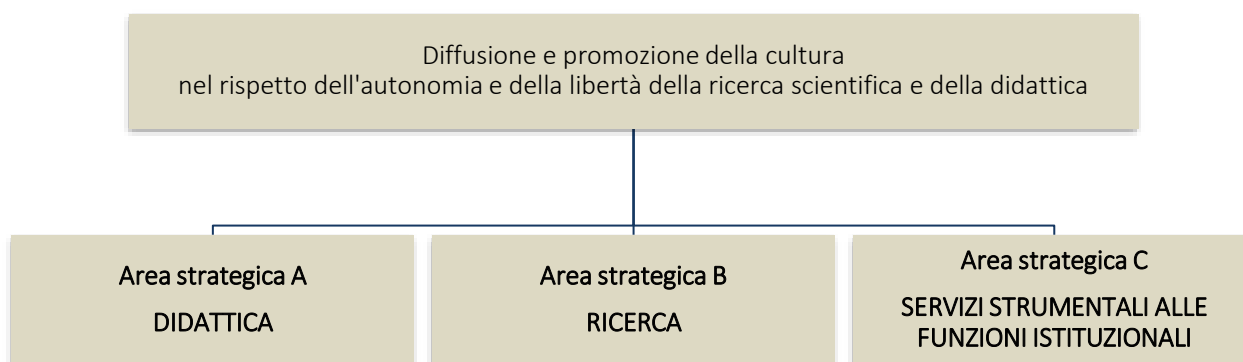 Diffusione e promozione della cultura
nel rispetto dell'autonomia e della libertà della ricerca scientifica e della didattica
Area strategica A
DIDATTICA
Area strategica B
RICERCA
Area strategica C
SERVIZI STRUMENTALI ALLE
FUNZIONI ISTITUZIONALI